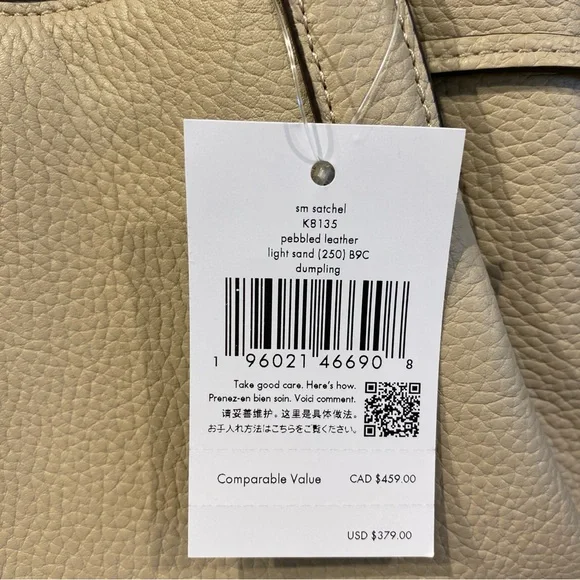 sm satchel
K8135
pebbled leather
light sand (250) B9C
dumpling
1 96021 46690 8
Take good care. Here's how.
Prenez-en bien soin. Voici comment.
请妥善维护。这里是具体做法。
お手入れ方法はこちらをご覧ください。
Comparable Value CAD $459.00
USD $379.00